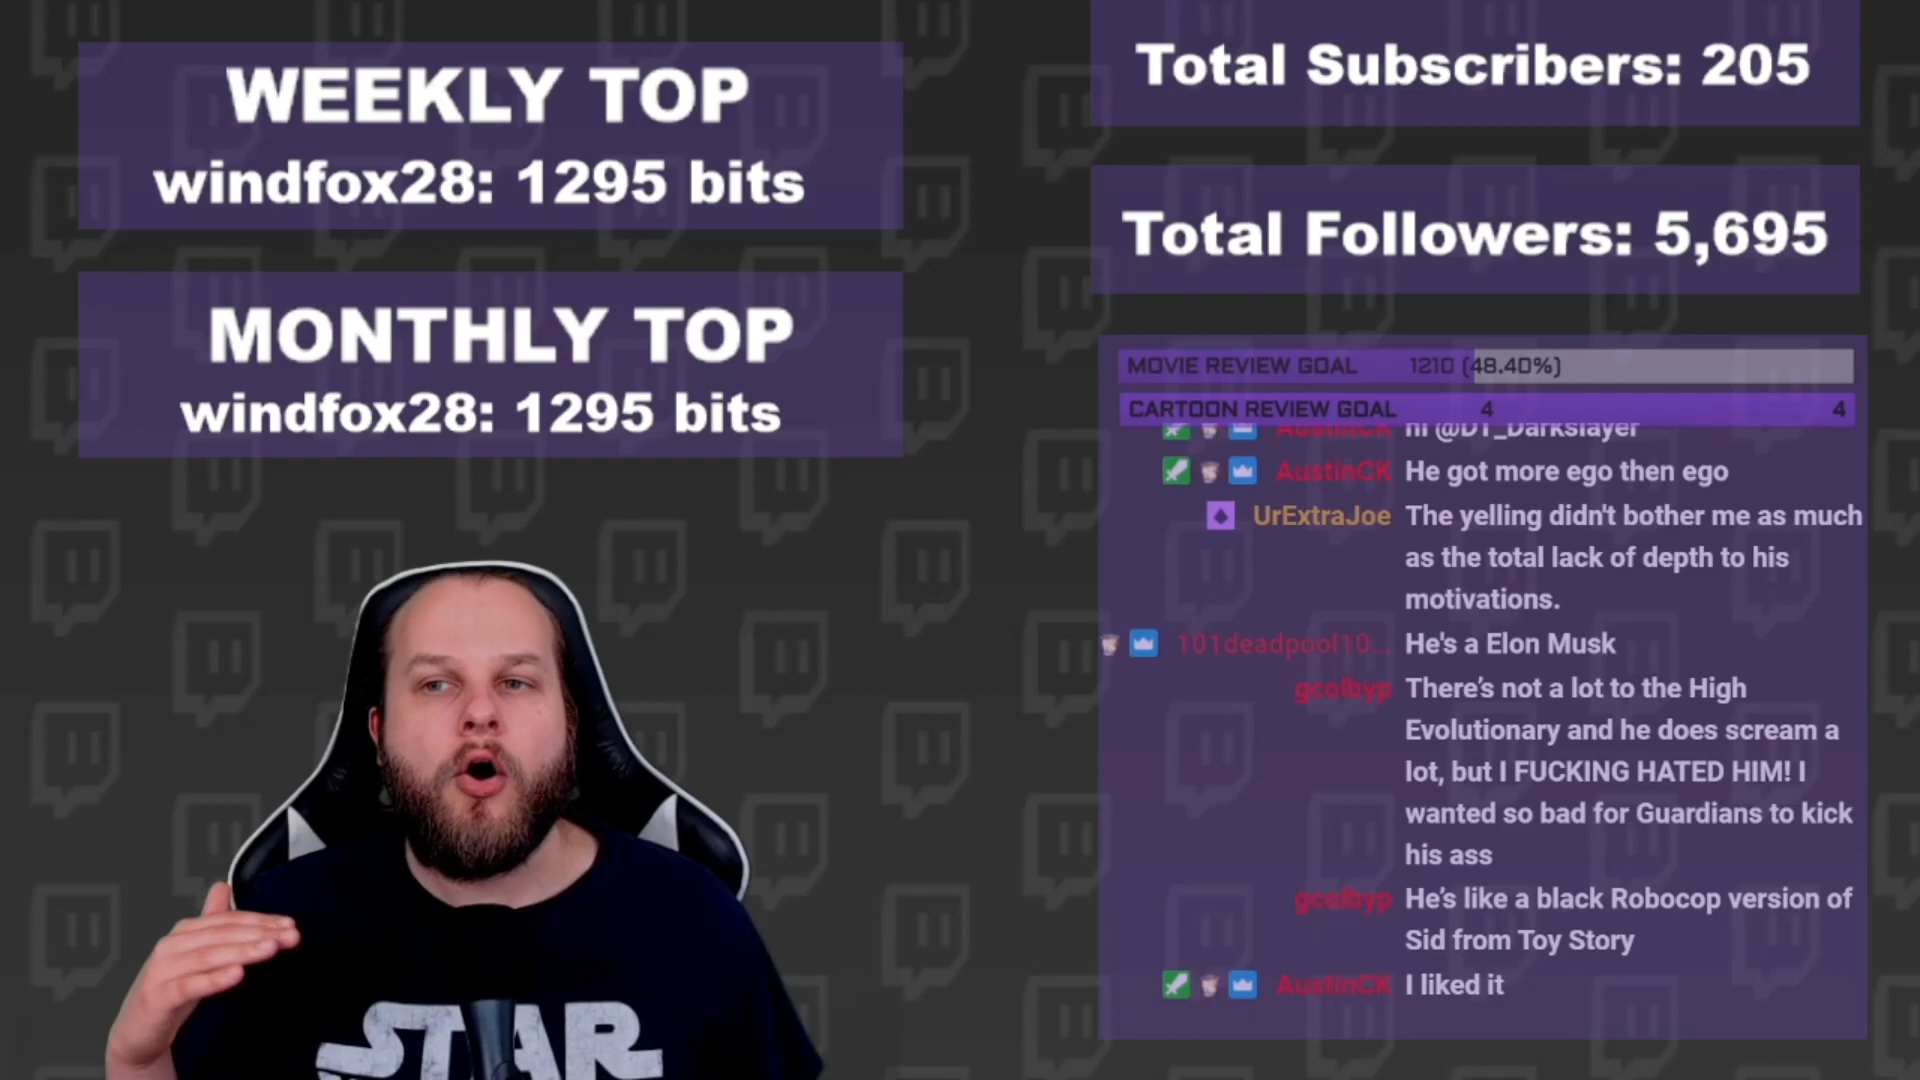 WEEKLY TOP
windfox28: 1295 bits
MONTHLY TOP
windfox28: 1295 bits
Total Subscribers: 205
Total Followers: 5,695
MOVIE REVIEW GOAL 1210 (48.40%)
CARTOON REVIEW GOAL 4 4
AustinCK hi @DT_Darkslayer
AustinCK He got more ego then ego
UrExtraJoe The yelling didn't bother me as much
as the total lack of depth to his
motivations.
101deadpool10... He's a Elon Musk
gcolbyp There's not a lot to the High
Evolutionary and he does scream a
lot, but I FUCKING HATED HIM! I
wanted so bad for Guardians to kick
his ass
gcolbyp He's like a black Robocop version of
Sid from Toy Story
AustinCK I liked it
STAR